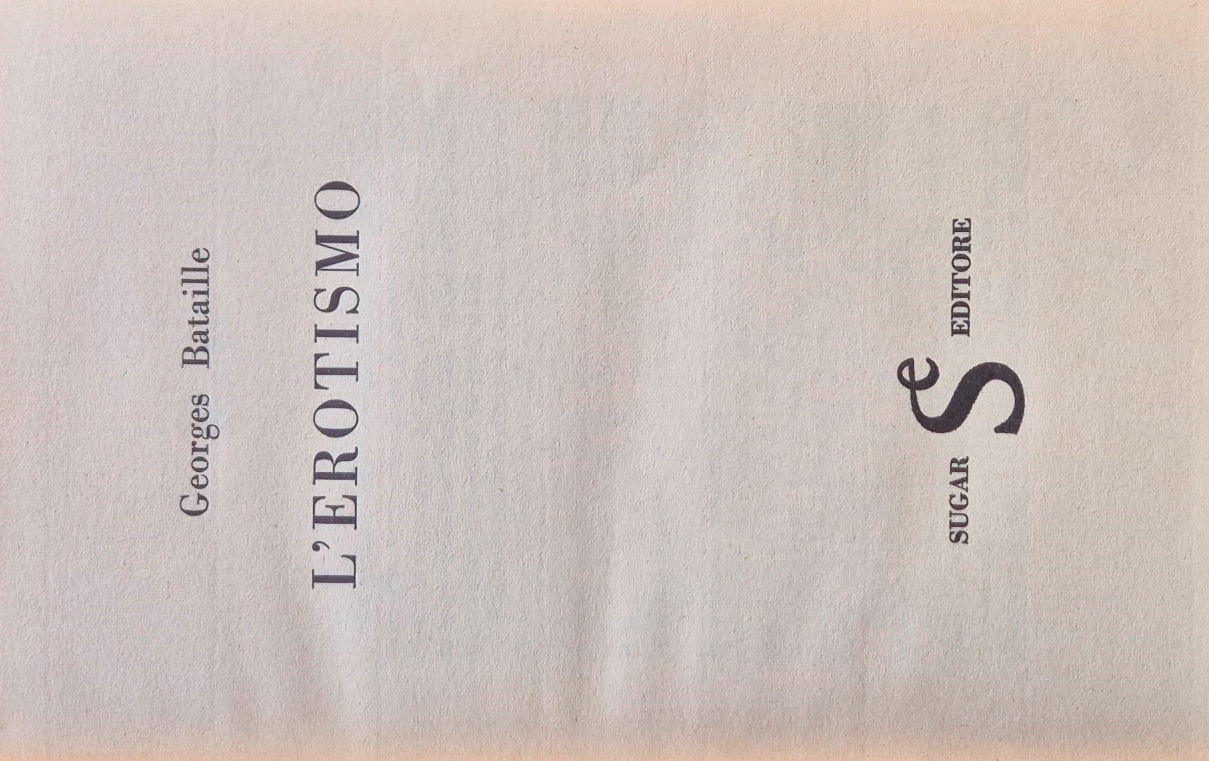 Georges Bataille
L'EROTISMO
SUGAR Se EDITORE